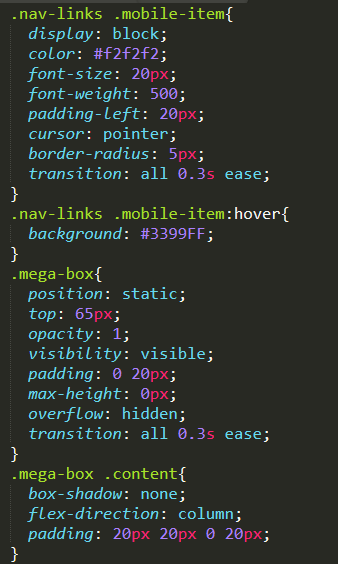 .nav-links .mobile-item{
display: block;
color: #f2f2f2;
font-size: 20px;
font-weight: 500;
padding-left: 20px;
cursor: pointer;
border-radius: 5px;
transition: all 0.3s ease;
}
.nav-links .mobile-item:hover{
background: #3399FF;
}
.mega-box{
position: static;
top: 65px;
opacity: 1;
visibility: visible;
padding: 0 20px;
max-height: 0px;
overflow: hidden;
transition: all 0.3s ease;
}
.mega-box .content{
box-shadow: none;
flex-direction: column;
padding: 20px 20px 0 20px;
}